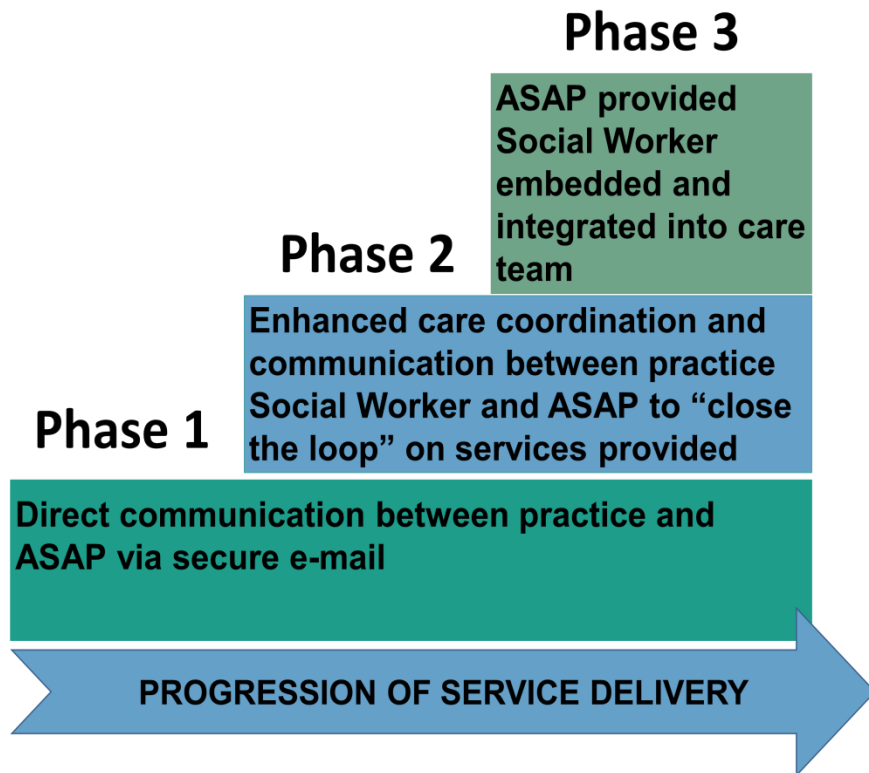 Phase 3
ASAP provided
Social Worker
embedded and
integrated into care
team
Phase 2
Enhanced care coordination and
communication between practice
Social Worker and ASAP to “close
the loop” on services provided
Phase 1
Direct communication between practice and
ASAP via secure e-mail
PROGRESSION OF SERVICE DELIVERY